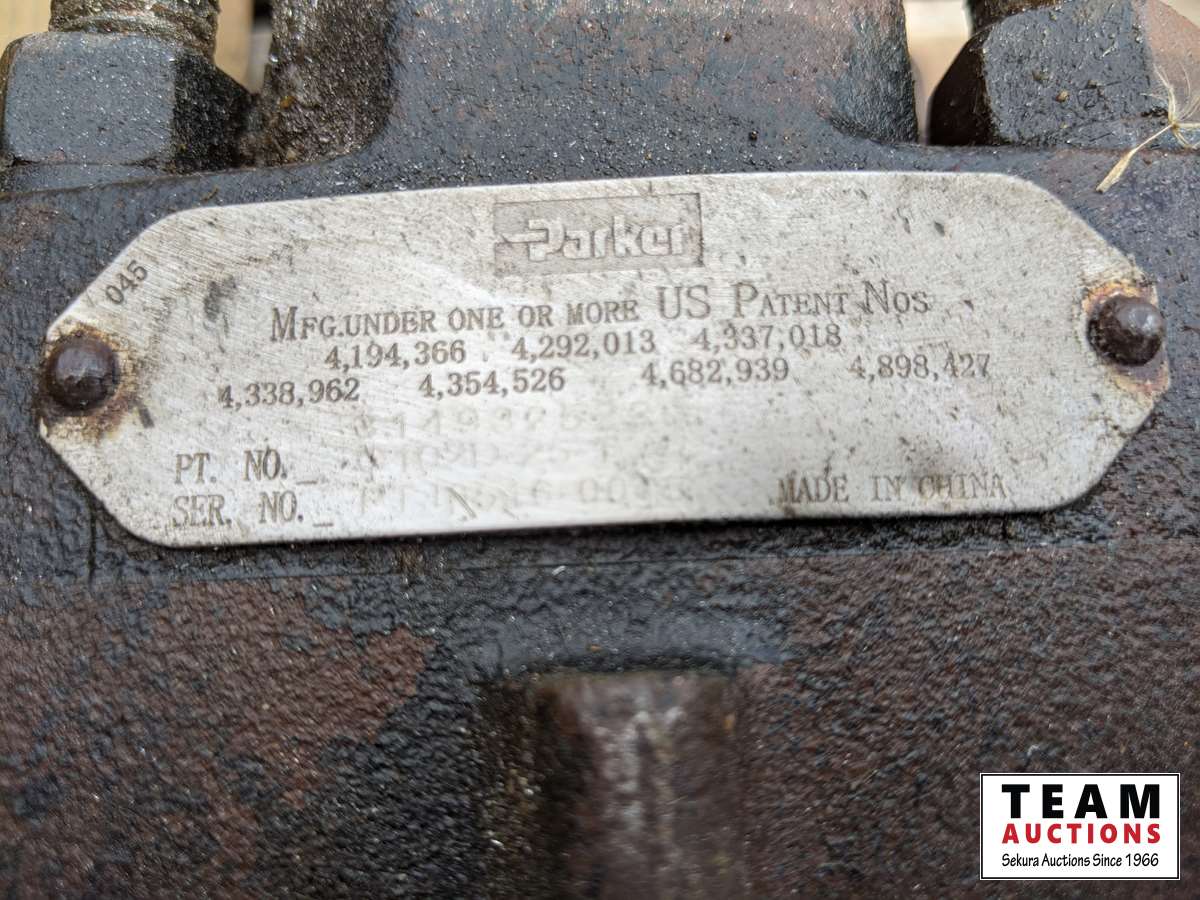 Parker
045
MFG.UNDER ONE OR MORE US PATENT NOS
4,194,366 4,292,013 4,337,018
4,338,962 4,354,526 4,682,939 4,898,427
PT. NO._
SER. NO._
MADE IN CHINA
TEAM
AUCTIONS
Sekura Auctions Since 1966